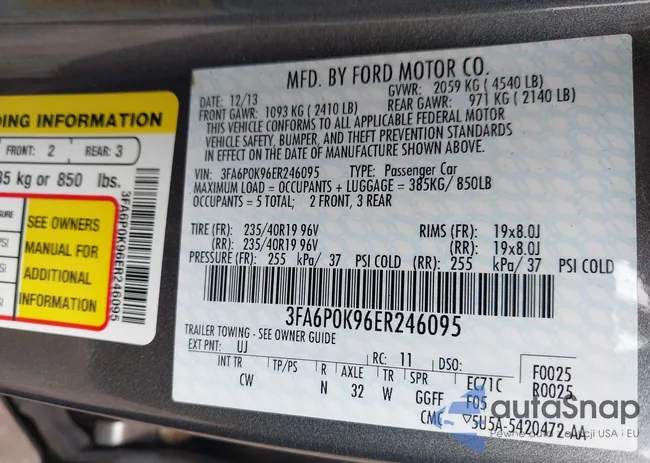 DING INFORMATION
FRONT: 2 REAR: 3
85 kg or 850 lbs.
SEE OWNERS
MANUAL FOR
ADDITIONAL
INFORMATION
3FA6P0K96ER246095
MFD. BY FORD MOTOR CO.
DATE: 12/13 GVWR: 2059 KG ( 4540 LB)
FRONT GAWR: 1093 KG ( 2410 LB) REAR GAWR: 971 KG ( 2140 LB)
THIS VEHICLE CONFORMS TO ALL APPLICABLE FEDERAL MOTOR
VEHICLE SAFETY, BUMPER, AND THEFT PREVENTION STANDARDS
IN EFFECT ON THE DATE OF MANUFACTURE SHOWN ABOVE.
VIN: 3FA6P0K96ER246095 TYPE: Passenger Car
MAXIMUM LOAD = OCCUPANTS + LUGGAGE = 385KG/ 850LB
OCCUPANTS = 5 TOTAL; 2 FRONT, 3 REAR
TIRE (FR): 235/40R19 96V RIMS (FR): 19x8.0J
(RR): 235/40R19 96V (RR): 19x8.0J
PRESSURE (FR): 255 kPa/ 37 PSI COLD (RR): 255 kPa/ 37 PSI COLD
3FA6P0K96ER246095
TRAILER TOWING - SEE OWNER GUIDE
EXT PNT: UJ RC: 11 DSO: F0025
INT TR TP/PS R AXLE TR SPR EC71C R0025
CW N 32 W GGFF F05
CMC 5U5A-5420472-AA
autoSnap
Pewne auto z aukcji USA i EU